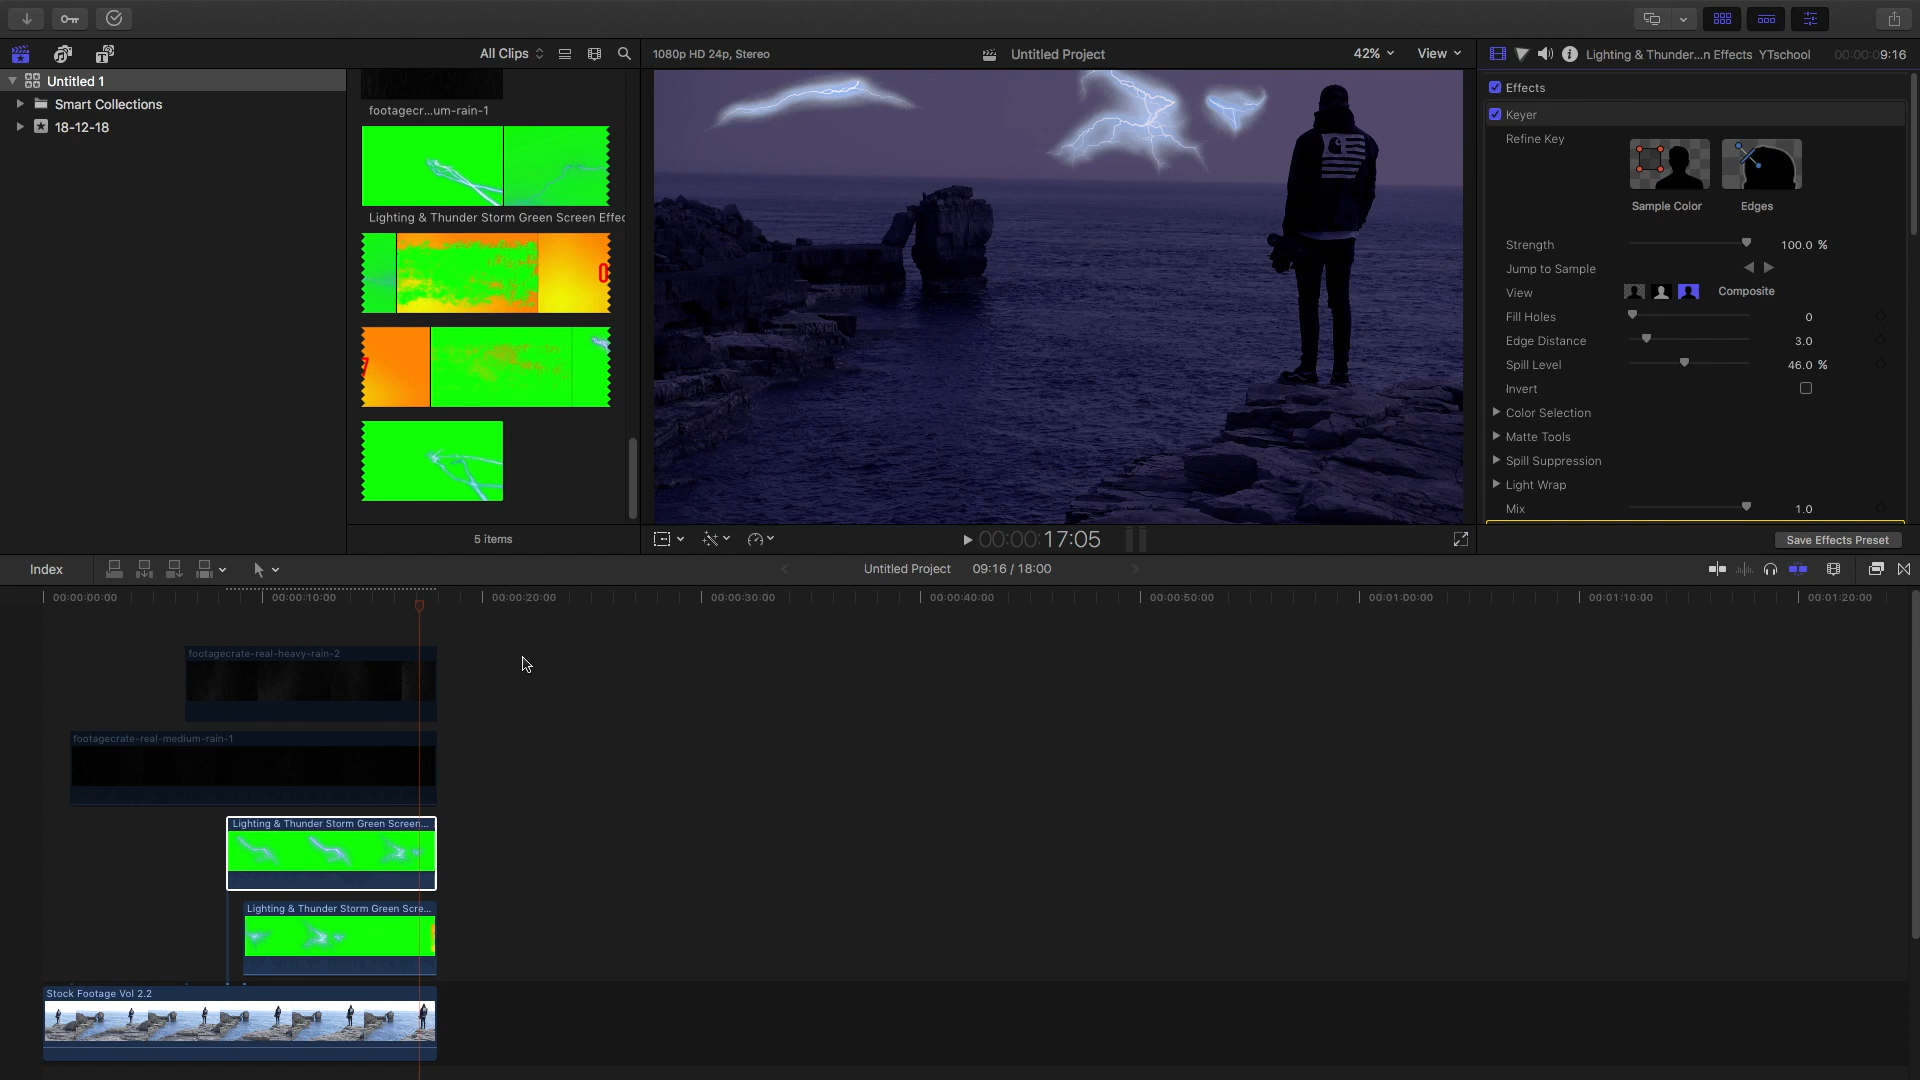 All Clips
1080p HD 24p, Stereo
Untitled Project
42%
View
Lighting & Thunder...n Effects YTschool
00:00:09:16
Untitled 1
Smart Collections
18-12-18
footagecr...um-rain-1
Lighting & Thunder Storm Green Screen Effec
5 items
Effects
Keyer
Refine Key
Sample Color
Edges
Strength
100.0 %
Jump to Sample
View
Composite
Fill Holes
0
Edge Distance
3.0
Spill Level
46.0 %
Invert
Color Selection
Matte Tools
Spill Suppression
Light Wrap
Mix
1.0
Save Effects Preset
00:00:17:05
Index
Untitled Project
09:16 / 18:00
00:00:00:00
00:00:10:00
00:00:20:00
00:00:30:00
00:00:40:00
00:00:50:00
00:01:00:00
00:01:10:00
00:01:20:00
footagecrate-real-heavy-rain-2
footagecrate-real-medium-rain-1
Lighting & Thunder Storm Green Screen...
Lighting & Thunder Storm Green Scre...
Stock Footage Vol 2.2